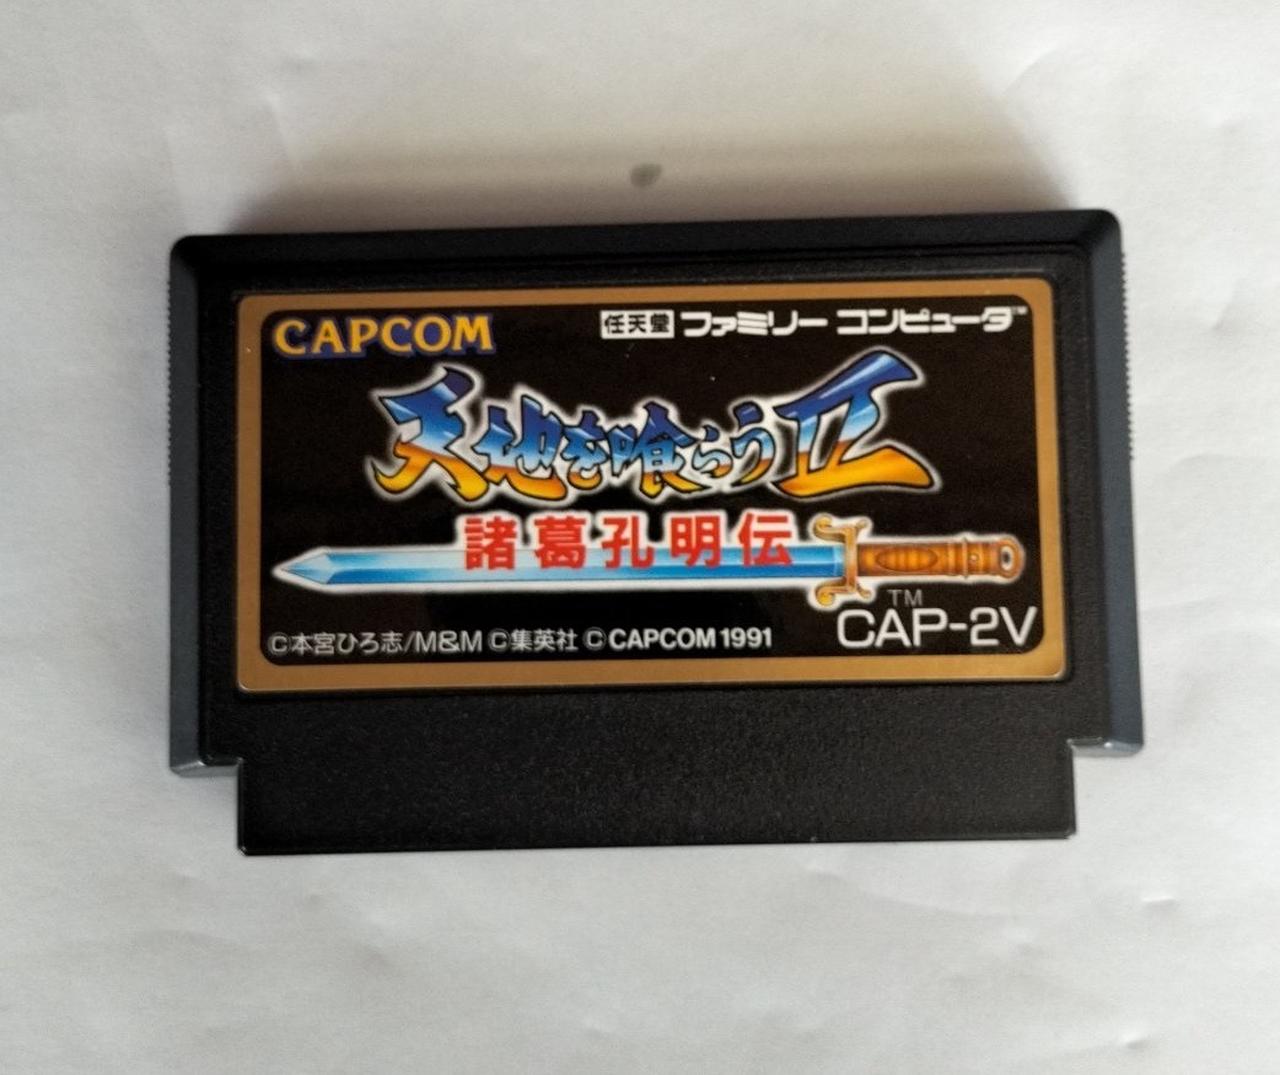 CAPCOM
任天堂 ファミリー コンピュータ™
天地を喰らうⅡ
諸葛孔明伝
TM
CAP-2V
©本宮ひろ志/M&M ©集英社 ©CAPCOM 1991